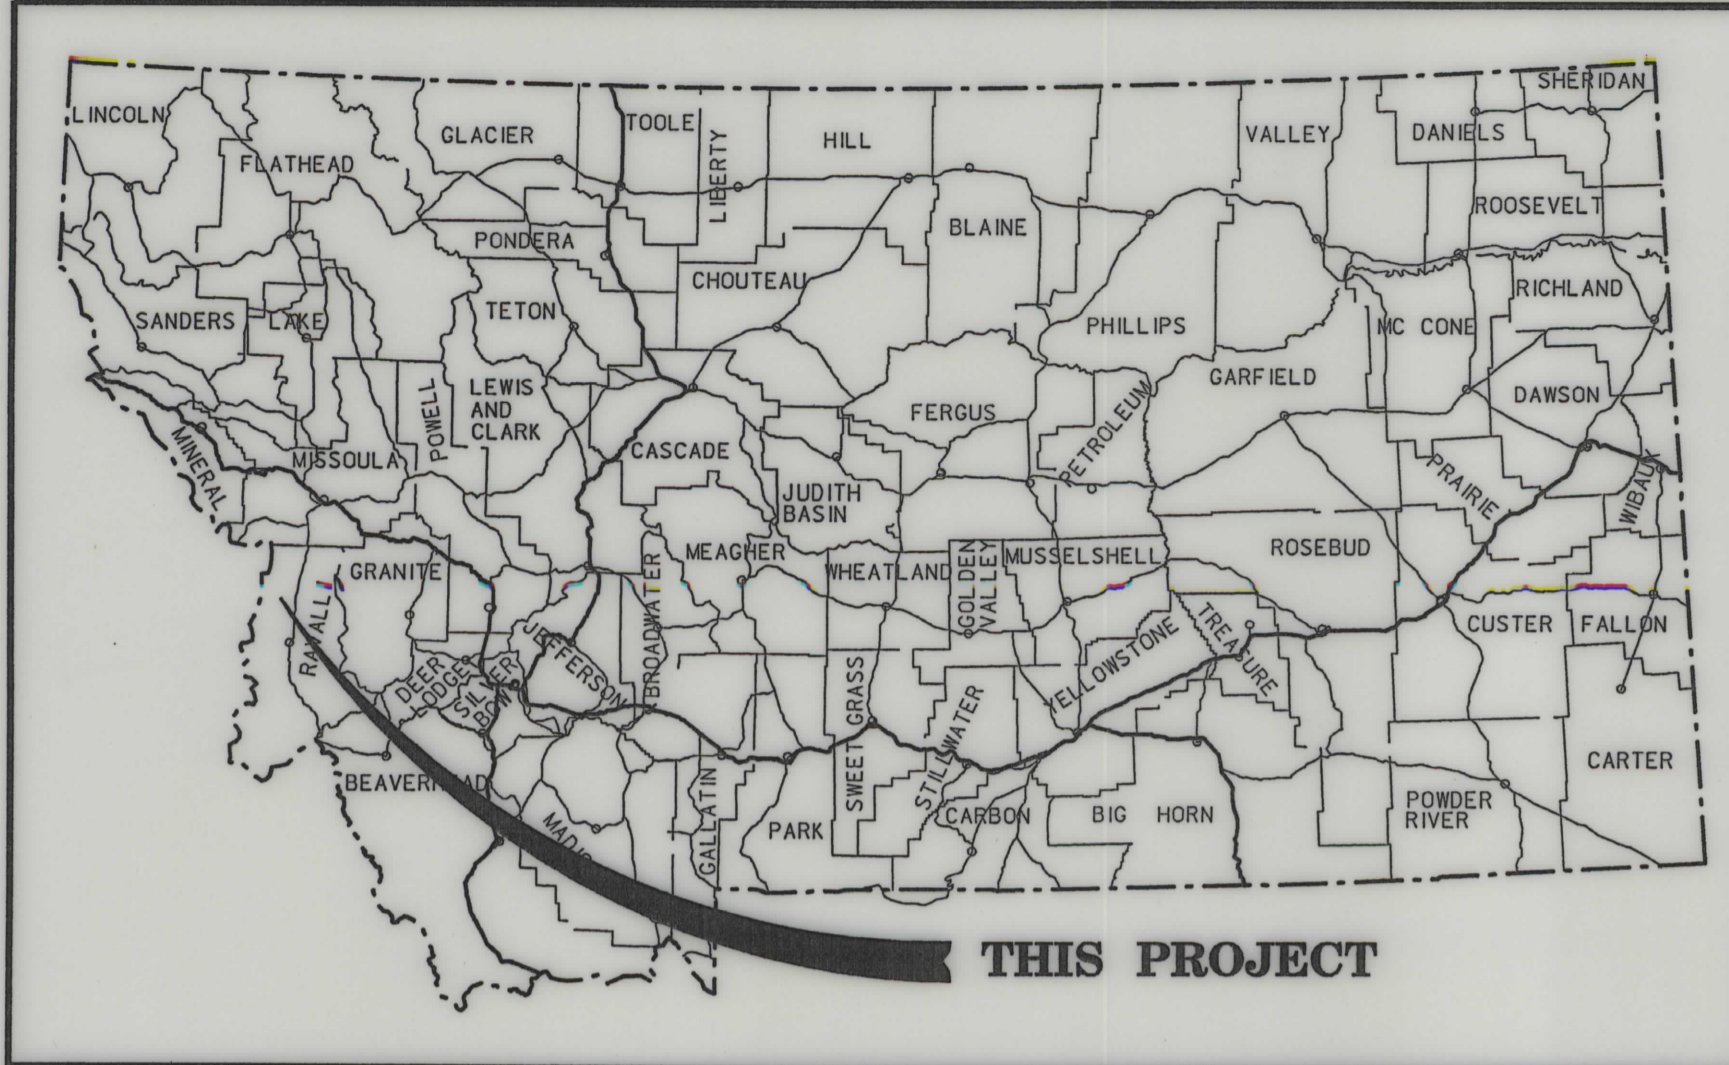 SHERIDAN
LINCOLN
GLACIER
TOOLE
LIBERTY
HILL
VALLEY
DANIELS
FLATHEAD
ROOSEVELT
PONDERA
BLAINE
CHOUTEAU
RICHLAND
SANDERS
LAKE
TETON
PHILLIPS
MC CONE
POWELL
LEWIS
AND
CLARK
GARFIELD
DAWSON
FERGUS
PETROLEUM
MINERAL
MISSOULA
CASCADE
JUDITH
BASIN
PRAIRIE
WIBAUX
GRANITE
MEAGHER
WHEATLAND
GOLDEN
VALLEY
MUSSELSHELL
ROSEBUD
RAVALLI
BROADWATER
JEFFERSON
DEER
LODGE
SILVER
BOW
TREASURE
YELLOWSTONE
CUSTER
FALLON
SWEET GRASS
STILLWATER
BEAVERHEAD
MADI
GALLATIN
PARK
CARBON
BIG HORN
POWDER
RIVER
CARTER
THIS PROJECT